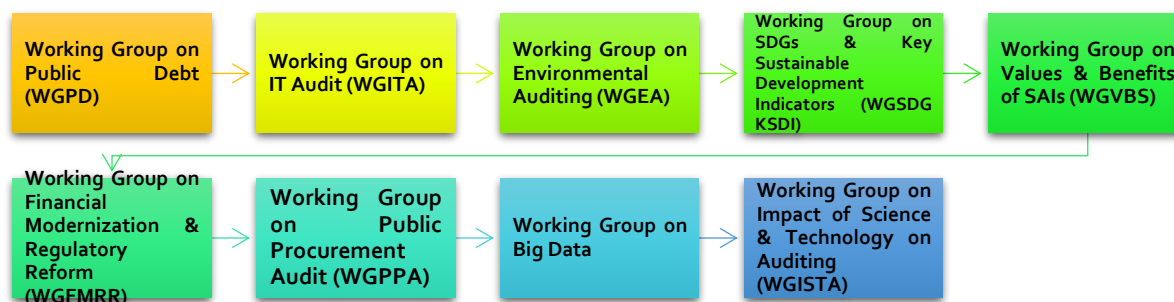 Working Group on
Public Debt
(WGPD)
Working Group on
IT Audit (WGITA)
Working Group on
Environmental
Auditing (WGEA)
Working Group on
SDGs & Key
Sustainable
Development
Indicators (WGSDG
KSDI)
Working Group on
Values & Benefits
of SAIs (WGVBS)
Working Group on
Financial
Modernization &
Regulatory
Reform
(WGFMRR)
Working Group
on Public
Procurement
Audit (WGPPA)
Working Group on
Big Data
Working Group on
Impact of Science
& Technology on
Auditing
(WGISTA)